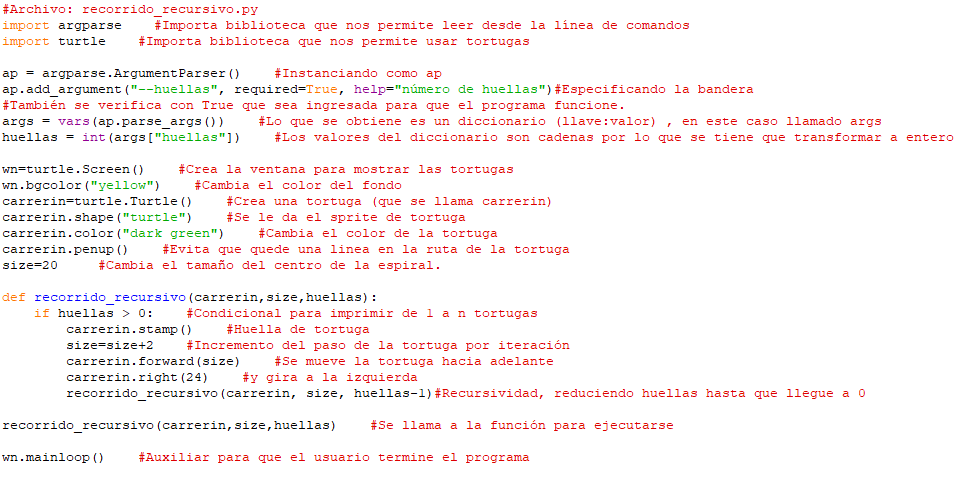 #Archivo: recorrido_recursivo.py
import argparse    #Importa biblioteca que nos permite leer desde la línea de comandos
import turtle    #Importa biblioteca que nos permite usar tortugas

ap = argparse.ArgumentParser()    #Instanciando como ap
ap.add_argument("--huellas", required=True, help="número de huellas")#Especificando la bandera
#También se verifica con True que sea ingresada para que el programa funcione.
args = vars(ap.parse_args())    #Lo que se obtiene es un diccionario (llave:valor) , en este caso llamado args
huellas = int(args["huellas"])    #Los valores del diccionario son cadenas por lo que se tiene que transformar a entero

wn=turtle.Screen()    #Crea la ventana para mostrar las tortugas
wn.bgcolor("yellow")    #Cambia el color del fondo
carrerin=turtle.Turtle()    #Crea una tortuga (que se llama carrerin)
carrerin.shape("turtle")    #Se le da el sprite de tortuga
carrerin.color("dark green")    #Cambia el color de la tortuga
carrerin.penup()    #Evita que quede una linea en la ruta de la tortuga
size=20     #Cambia el tamaño del centro de la espiral.

def recorrido_recursivo(carrerin,size,huellas):
    if huellas > 0:    #Condicional para imprimir de 1 a n tortugas
        carrerin.stamp()    #Huella de tortuga
        size=size+2    #Incremento del paso de la tortuga por iteración
        carrerin.forward(size)    #Se mueve la tortuga hacia adelante
        carrerin.right(24)    #y gira a la izquierda
        recorrido_recursivo(carrerin, size, huellas-1)#Recursividad, reduciendo huellas hasta que llegue a 0

recorrido_recursivo(carrerin,size,huellas)    #Se llama a la función para ejecutarse

wn.mainloop()    #Auxiliar para que el usuario termine el programa